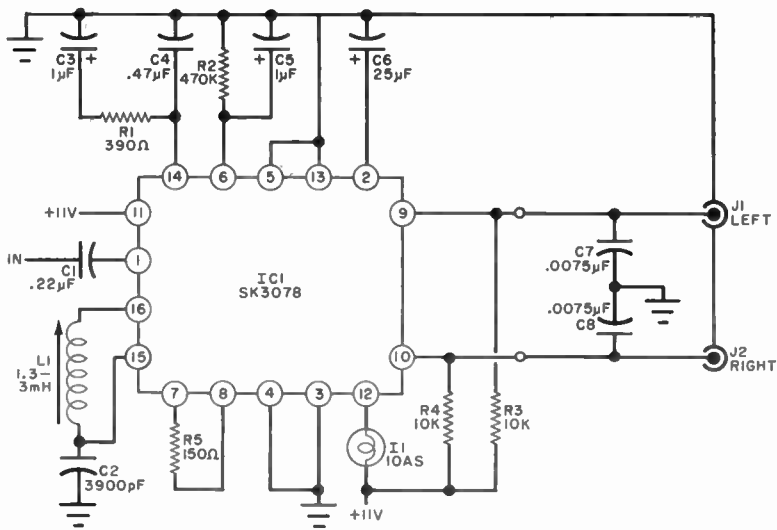 C3
1µF
+
C4
.47µF
R2
470K
+
C5
1µF
+
C6
25µF
R1
390Ω
14
6
5
13
2
+11V
11
9
J1
LEFT
IN
C1
.22µF
1
IC1
SK3078
C7
.0075µF
16
.0075µF
C8
L1
1.3–
3mH
15
10
J2
RIGHT
7
8
4
3
12
R5
150Ω
R4
10K
R3
10K
I1
10AS
C2
3900pF
+11V